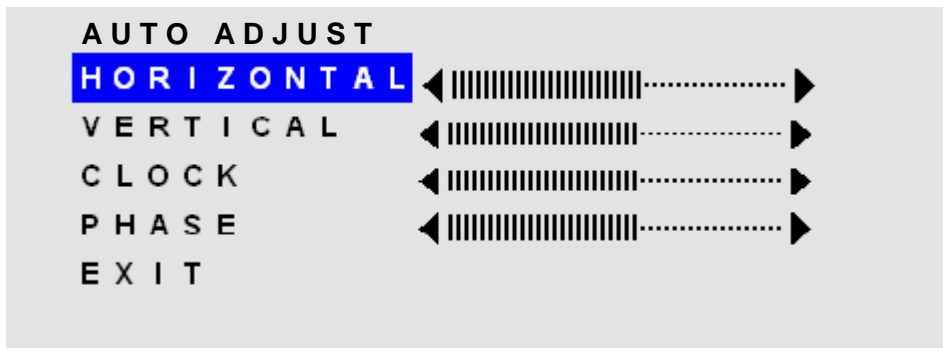 AUTO ADJUST
HORIZONTAL
VERTICAL
CLOCK
PHASE
EXIT